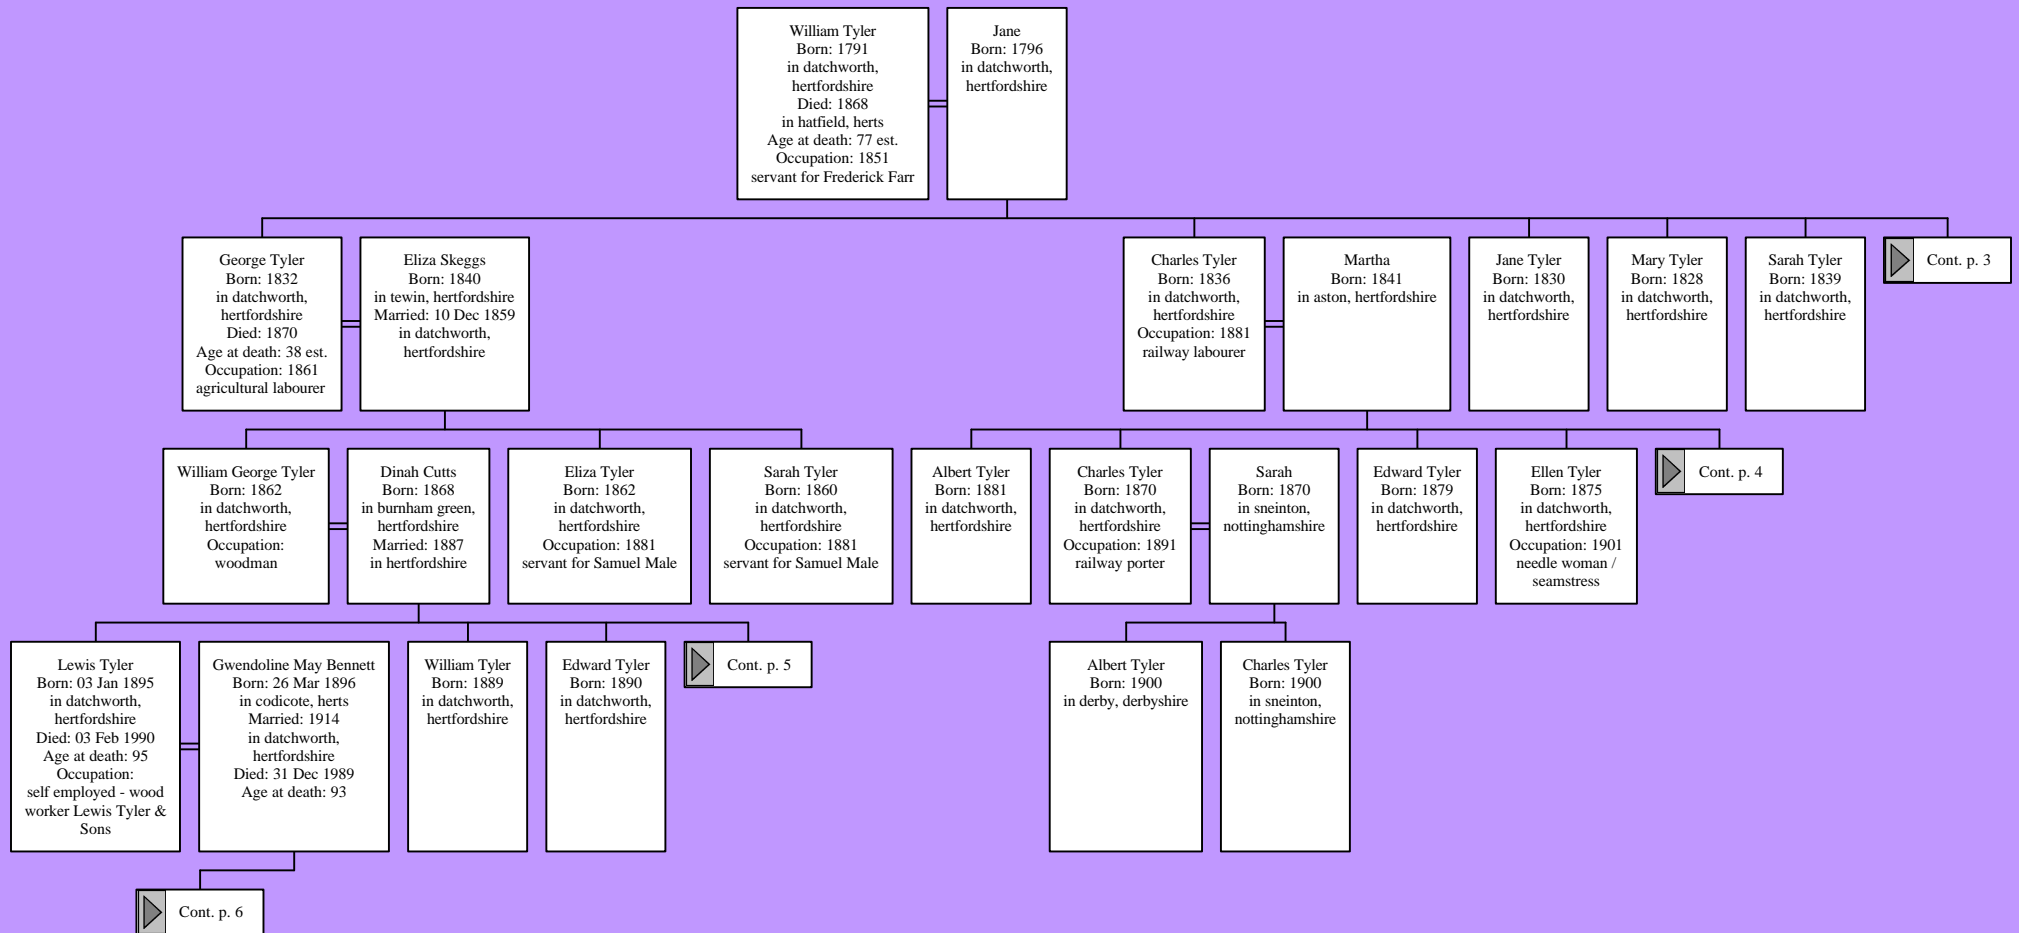 William Tyler
Born: 1791
in datchworth,
hertfordshire
Died: 1868
in hatfield, herts
Age at death: 77 est.
Occupation: 1851
servant for Frederick Farr
Jane
Born: 1796
in datchworth,
hertfordshire
George Tyler
Born: 1832
in datchworth,
hertfordshire
Died: 1870
Age at death: 38 est.
Occupation: 1861
agricultural labourer
Eliza Skeggs
Born: 1840
in tewin, hertfordshire
Married: 10 Dec 1859
in datchworth,
hertfordshire
Charles Tyler
Born: 1836
in datchworth,
hertfordshire
Occupation: 1881
railway labourer
Martha
Born: 1841
in aston, hertfordshire
Jane Tyler
Born: 1830
in datchworth,
hertfordshire
Mary Tyler
Born: 1828
in datchworth,
hertfordshire
Sarah Tyler
Born: 1839
in datchworth,
hertfordshire
Cont. p. 3
William George Tyler
Born: 1862
in datchworth,
hertfordshire
Occupation:
woodman
Dinah Cutts
Born: 1868
in burnham green,
hertfordshire
Married: 1887
in hertfordshire
Eliza Tyler
Born: 1862
in datchworth,
hertfordshire
Occupation: 1881
servant for Samuel Male
Sarah Tyler
Born: 1860
in datchworth,
hertfordshire
Occupation: 1881
servant for Samuel Male
Albert Tyler
Born: 1881
in datchworth,
hertfordshire
Charles Tyler
Born: 1870
in datchworth,
hertfordshire
Occupation: 1891
railway porter
Sarah
Born: 1870
in sneinton,
nottinghamshire
Edward Tyler
Born: 1879
in datchworth,
hertfordshire
Ellen Tyler
Born: 1875
in datchworth,
hertfordshire
Occupation: 1901
needle woman /
seamstress
Cont. p. 4
Lewis Tyler
Born: 03 Jan 1895
in datchworth,
hertfordshire
Died: 03 Feb 1990
Age at death: 95
Occupation:
self employed - wood
worker Lewis Tyler &
Sons
Gwendoline May Bennett
Born: 26 Mar 1896
in codicote, herts
Married: 1914
in datchworth,
hertfordshire
Died: 31 Dec 1989
Age at death: 93
William Tyler
Born: 1889
in datchworth,
hertfordshire
Edward Tyler
Born: 1890
in datchworth,
hertfordshire
Cont. p. 5
Albert Tyler
Born: 1900
in derby, derbyshire
Charles Tyler
Born: 1900
in sneinton,
nottinghamshire
Cont. p. 6